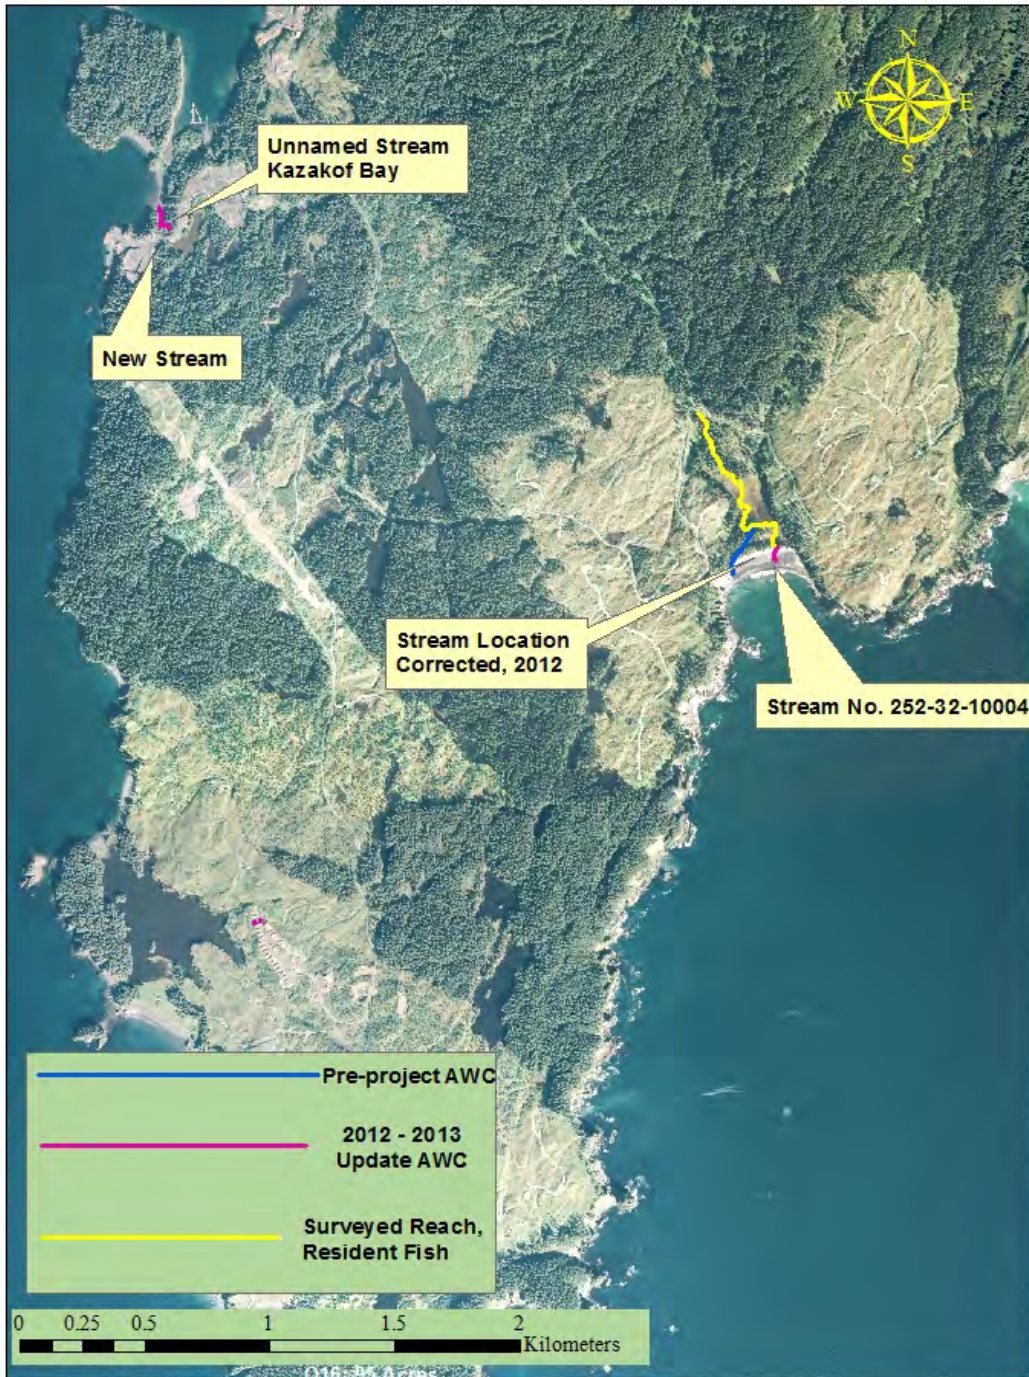 N
W E
S
Unnamed Stream
Kazakof Bay
New Stream
Stream Location
Corrected, 2012
Stream No. 252-32-10004
Pre-project AWC
2012 - 2013
Update AWC
Surveyed Reach,
Resident Fish
0 0.25 0.5 1 1.5 2
Kilometers